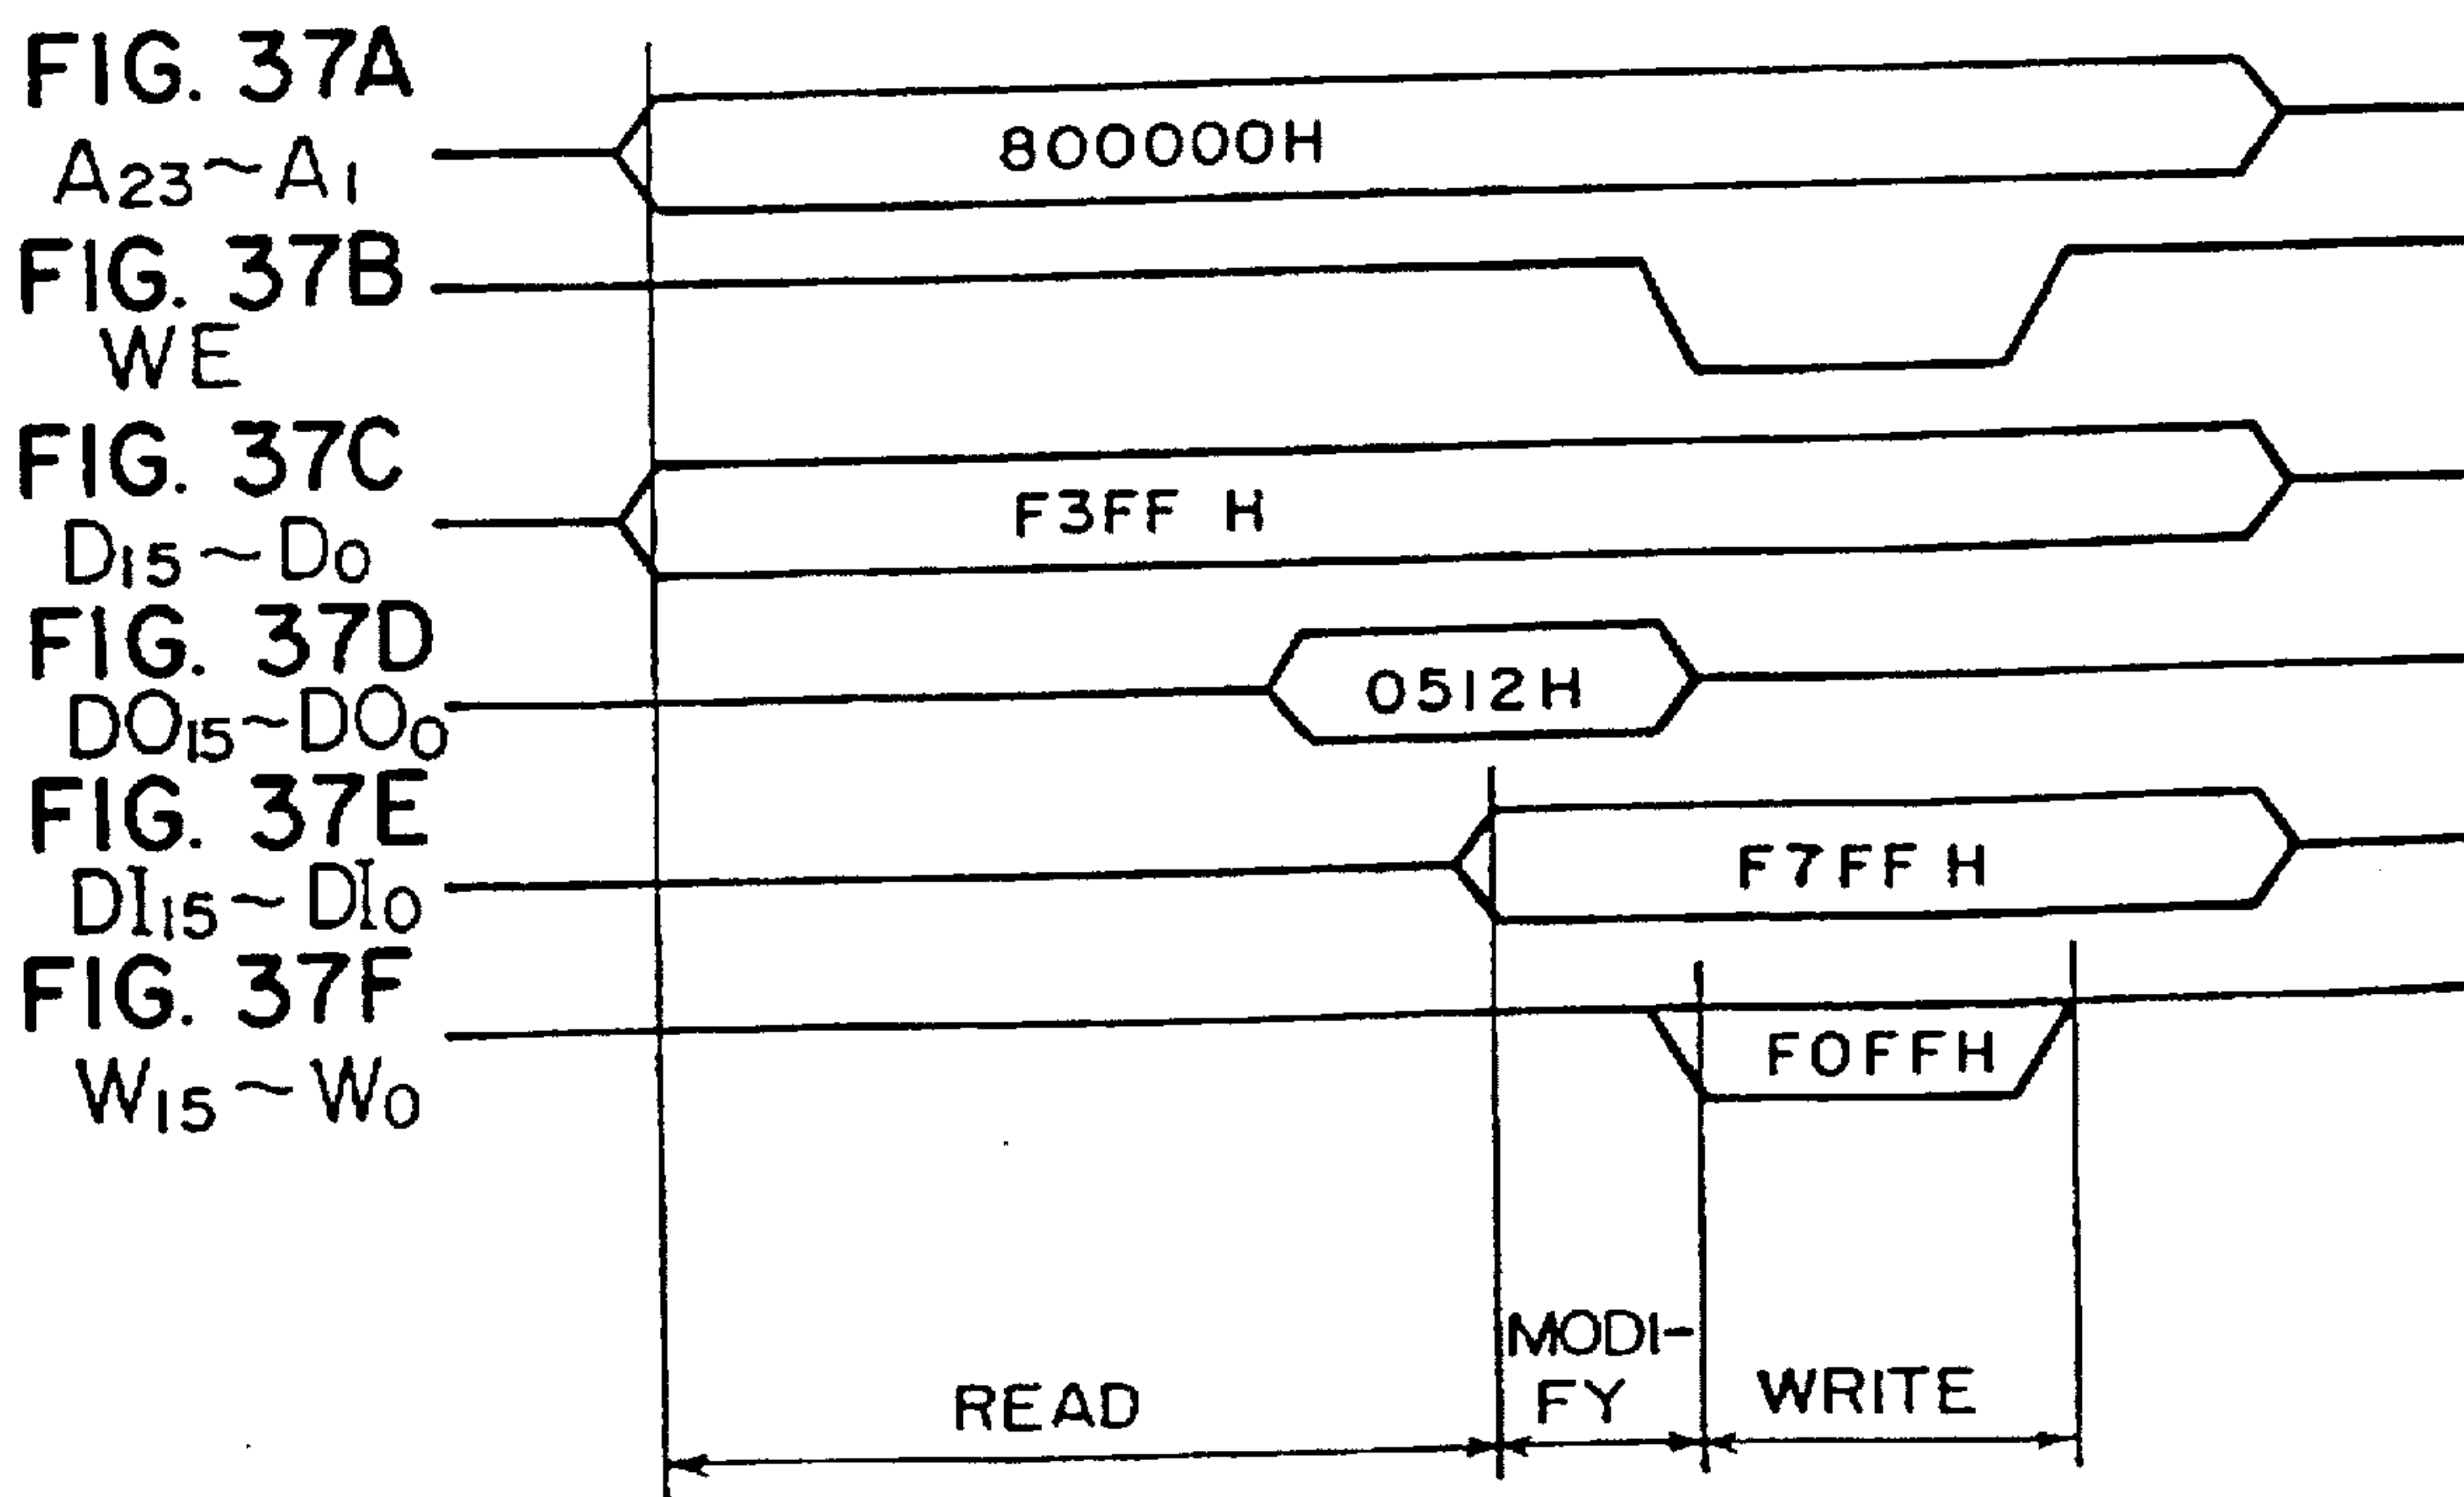 FIG. 37A
A23~A1
800000H
FIG. 37B
WE
FIG. 37C
D15~D0
F3FF H
FIG. 37D
DO15~DO0
0512H
FIG. 37E
DI15~DI0
F7FF H
FIG. 37F
W15~W0
F0FFH
READ
MODI-
FY
WRITE